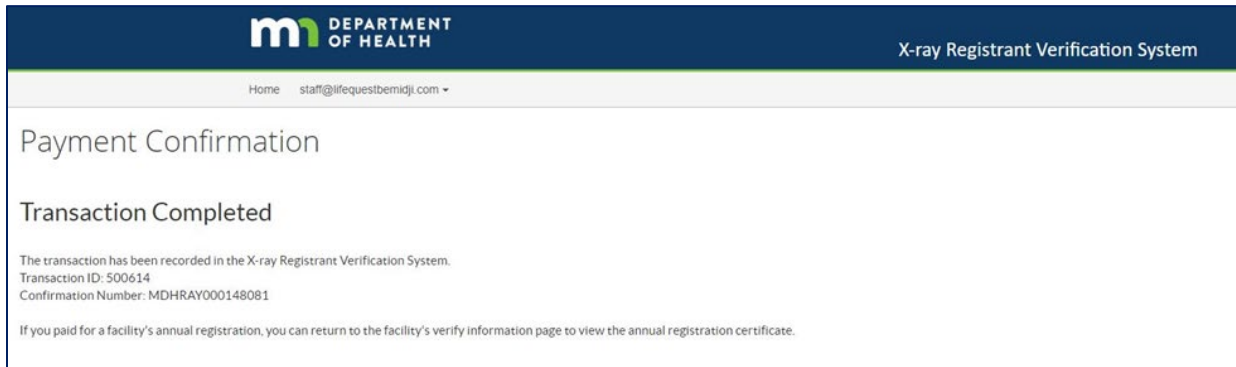 mn DEPARTMENT
OF HEALTH
X-ray Registrant Verification System
Home staff@lifequestbemidji.com
Payment Confirmation
Transaction Completed
The transaction has been recorded in the X-ray Registrant Verification System.
Transaction ID: 500614
Confirmation Number: MDHRAY000148081
If you paid for a facility's annual registration, you can return to the facility's verify information page to view the annual registration certificate.